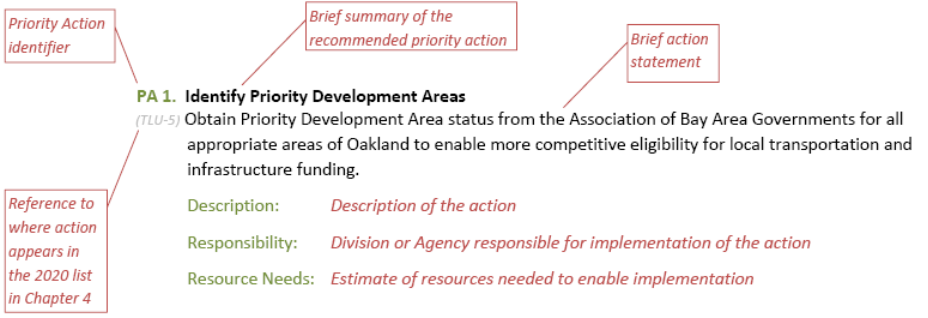 Priority Action
identifier
Brief summary of the
recommended priority action
Brief action
statement
PA 1. Identify Priority Development Areas
(TLU-5) Obtain Priority Development Area status from the Association of Bay Area Governments for all
appropriate areas of Oakland to enable more competitive eligibility for local transportation and
infrastructure funding.
Reference to
where action
appears in
the 2020 list
in Chapter 4
Description: Description of the action
Responsibility: Division or Agency responsible for implementation of the action
Resource Needs: Estimate of resources needed to enable implementation